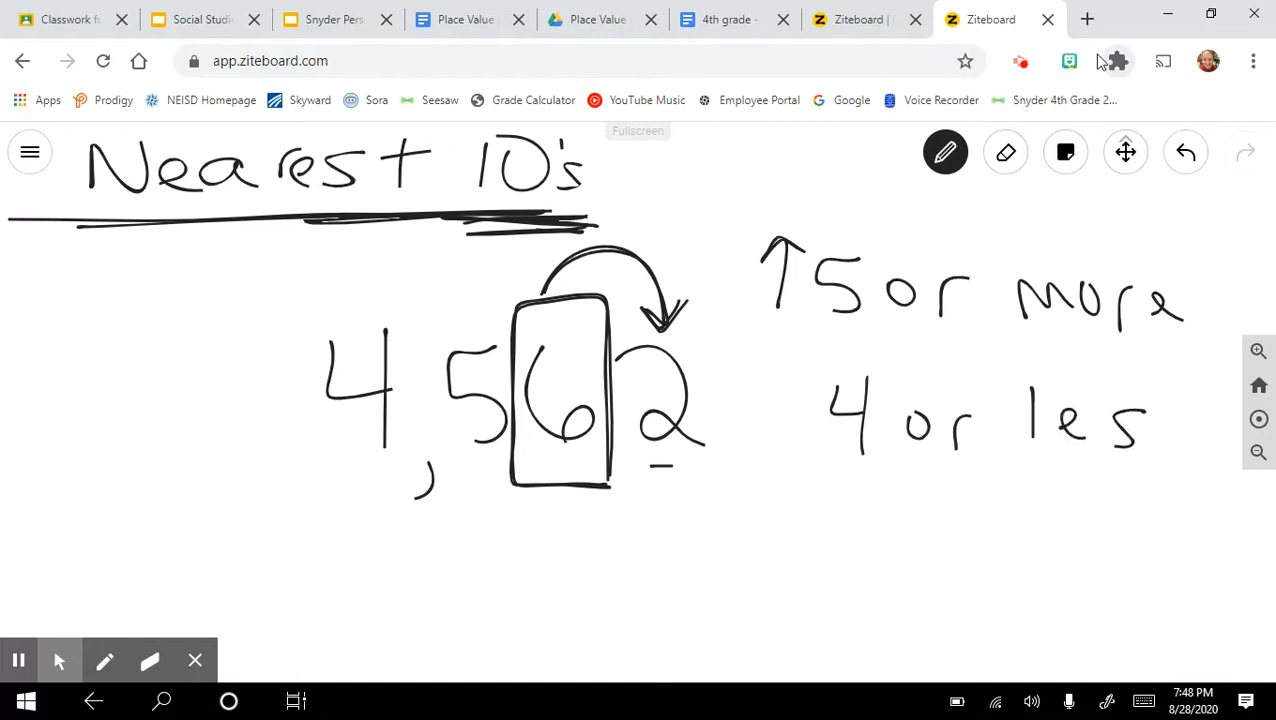 Classwork f
Social Studi
Snyder Pers
Place Value
Place Value
4th grade -
Ziteboard |
Ziteboard
app.ziteboard.com
Apps
Prodigy
NEISD Homepage
Skyward
Sora
Seesaw
Grade Calculator
YouTube Music
Employee Portal
Google
Voice Recorder
Snyder 4th Grade 2...
Fullscreen
Nearest 10's
↑5 or more
4,562
4 or les
7:48 PM
8/28/2020